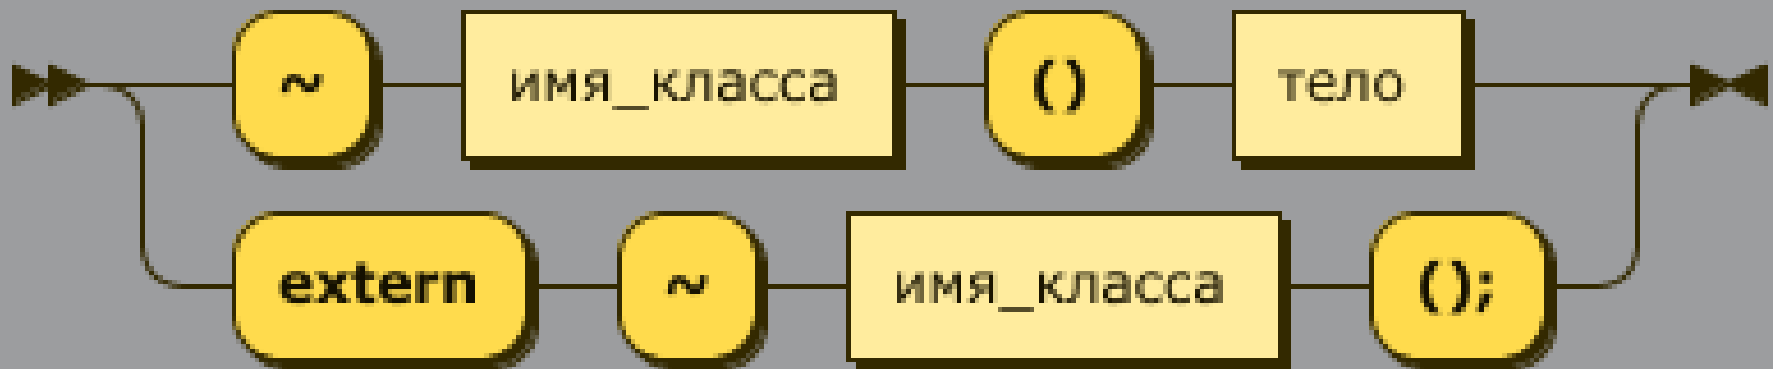 ~ имя_класса () тело
extern ~ имя_класса ();